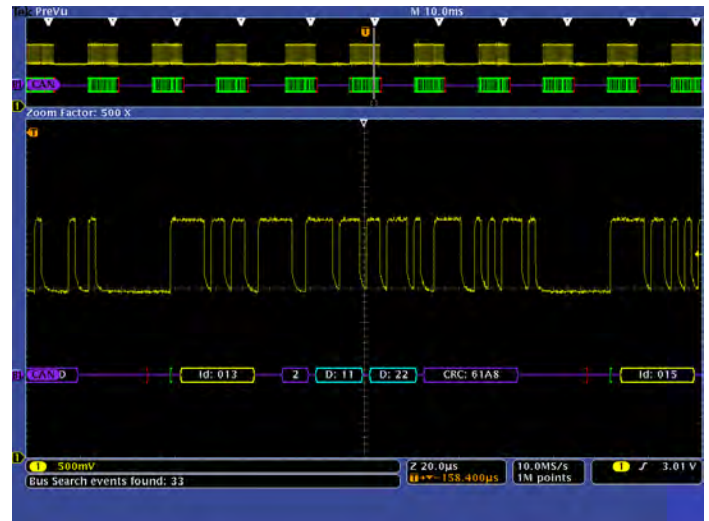 Tek PreVu M 10.0ms
CAN
Zoom Factor: 500 X
CAN Id: 013 2 D: 11 D: 22 CRC: 61A8 Id: 015
1 500mV Z 20.0µs 10.0MS/s 1 3.01 V
Bus Search events found: 33 -158.400µs 1M points